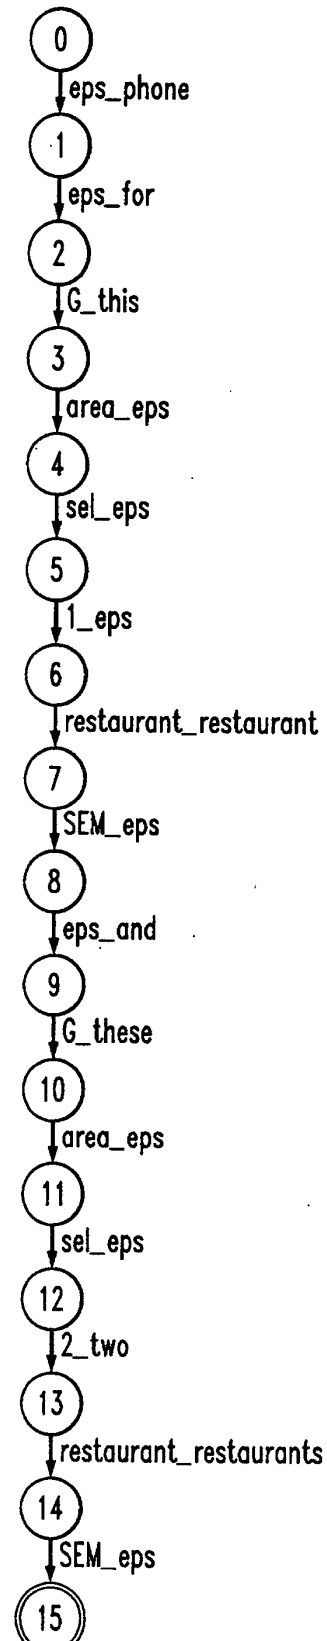 0
eps_phone
1
eps_for
2
G_this
3
area_eps
4
sel_eps
5
1_eps
6
restaurant_restaurant
7
SEM_eps
8
eps_and
9
G_these
10
area_eps
11
sel_eps
12
2_two
13
restaurant_restaurants
14
SEM_eps
15